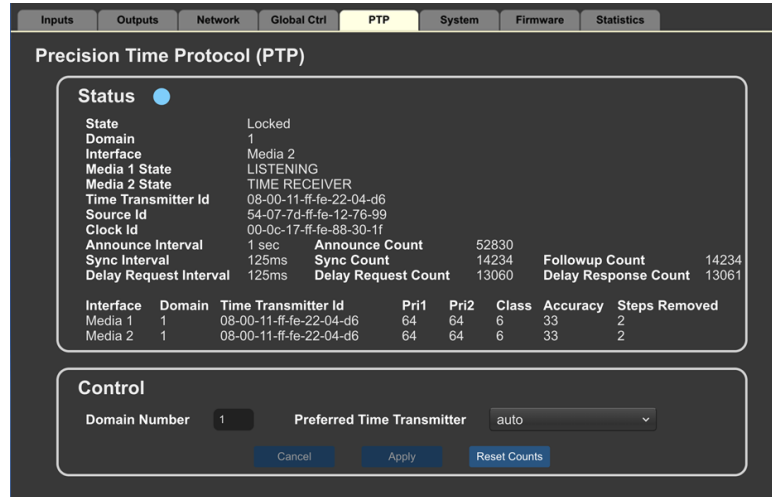 Inputs Outputs Network Global Ctrl PTP System Firmware Statistics
Precision Time Protocol (PTP)
Status
State Locked
Domain 1
Interface Media 2
Media 1 State LISTENING
Media 2 State TIME RECEIVER
Time Transmitter Id 08-00-11-ff-fe-22-04-d6
Source Id 54-07-7d-ff-fe-12-76-99
Clock Id 00-0c-17-ff-fe-88-30-1f
Announce Interval 1 sec Announce Count 52830
Sync Interval 125ms Sync Count 14234 Followup Count 14234
Delay Request Interval 125ms Delay Request Count 13060 Delay Response Count 13061
Interface Domain Time Transmitter Id Pri1 Pri2 Class Accuracy Steps Removed
Media 1 1 08-00-11-ff-fe-22-04-d6 64 64 6 33 2
Media 2 1 08-00-11-ff-fe-22-04-d6 64 64 6 33 2
Control
Domain Number 1 Preferred Time Transmitter auto
Cancel Apply Reset Counts